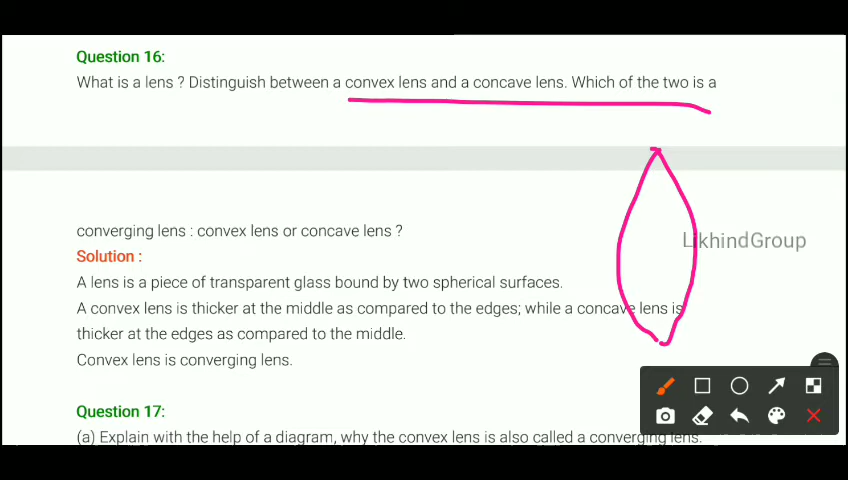 Question 16:
What is a lens ? Distinguish between a convex lens and a concave lens. Which of the two is a
converging lens : convex lens or concave lens ?
LikhindGroup
Solution :
A lens is a piece of transparent glass bound by two spherical surfaces.
A convex lens is thicker at the middle as compared to the edges; while a concave lens is
thicker at the edges as compared to the middle.
Convex lens is converging lens.
Question 17:
(a) Explain with the help of a diagram, why the convex lens is also called a converging lens.